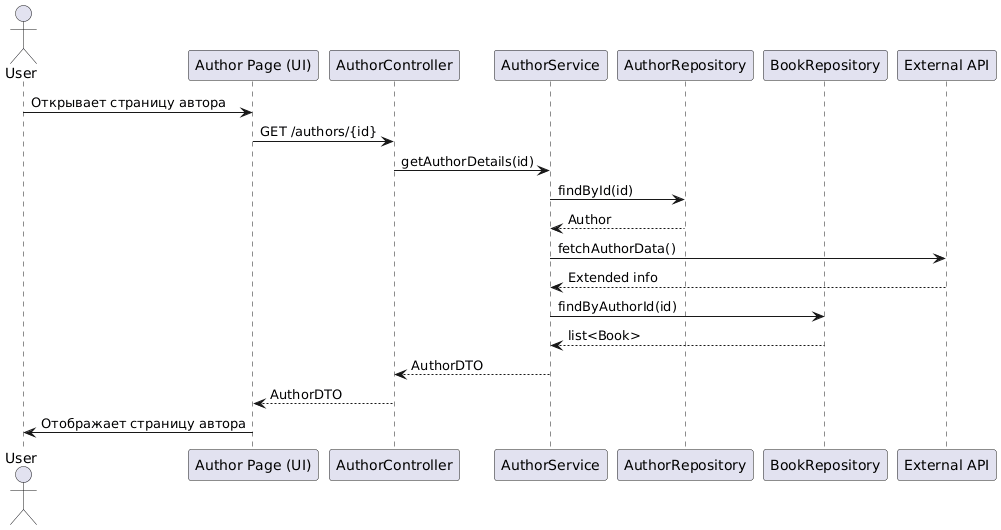 User
Author Page (UI)
AuthorController
AuthorService
AuthorRepository
BookRepository
External API
Открывает страницу автора
GET /authors/{id}
getAuthorDetails(id)
findById(id)
Author
fetchAuthorData()
Extended info
findByAuthorId(id)
list<Book>
AuthorDTO
AuthorDTO
Отображает страницу автора
User
Author Page (UI)
AuthorController
AuthorService
AuthorRepository
BookRepository
External API